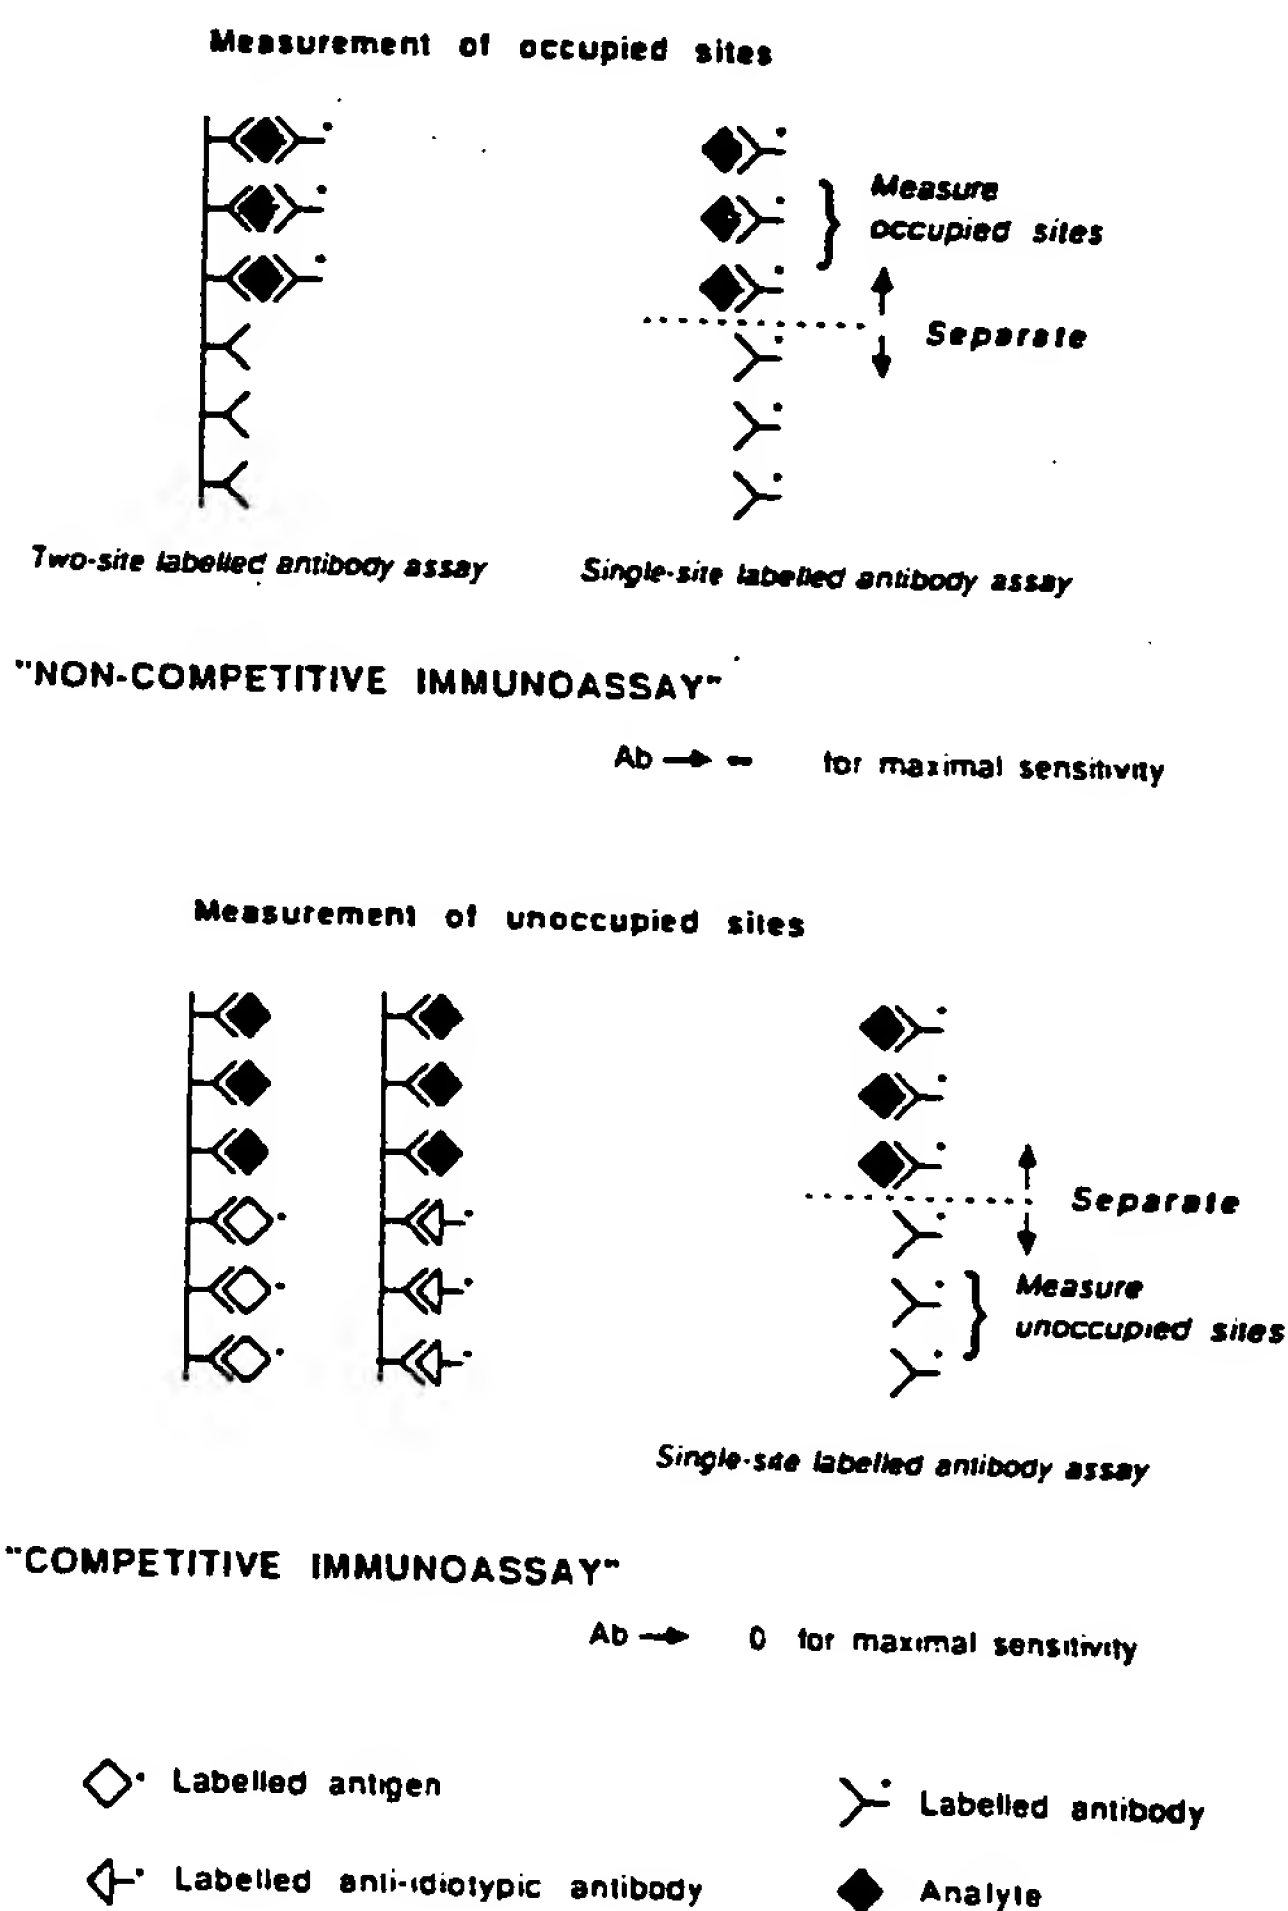 Measurement of occupied sites
Measure
occupied sites
Separate
Two-site labelled antibody assay
Single-site labelled antibody assay
"NON-COMPETITIVE IMMUNOASSAY"
Ab → for maximal sensitivity
Measurement of unoccupied sites
Separate
Measure
unoccupied sites
Single-site labelled antibody assay
"COMPETITIVE IMMUNOASSAY"
Ab → 0 for maximal sensitivity
Labelled antigen
Labelled antibody
Labelled anti-idiotypic antibody
Analyte